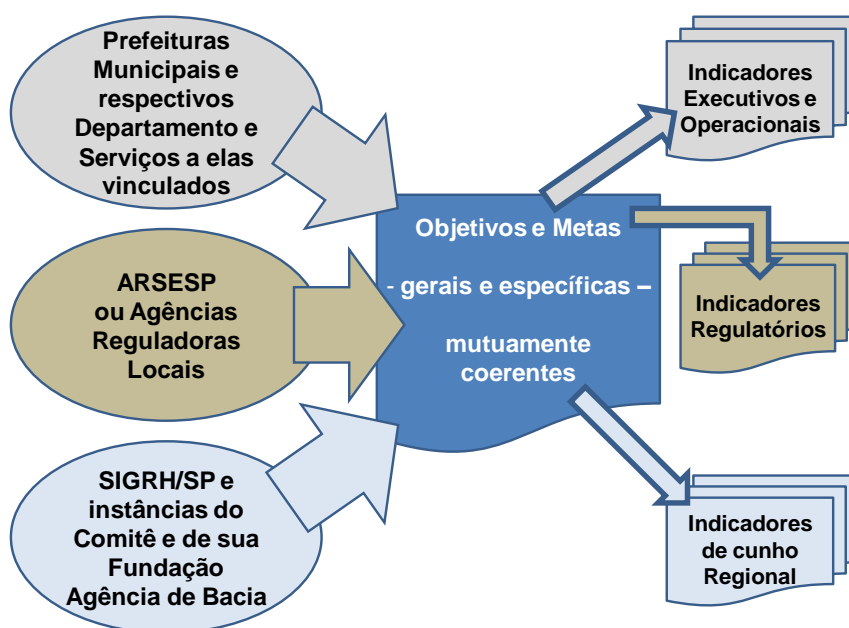 Prefeituras
Municipais e
respectivos
Departamento e
Serviços a elas
vinculados
ARSESP
ou Agências
Reguladoras
Locais
SIGRH/SP e
instâncias do
Comitê e de sua
Fundação
Agência de Bacia
Objetivos e Metas
- gerais e específicas –
mutuamente
coerentes
Indicadores
Executivos e
Operacionais
Indicadores
Regulatórios
Indicadores
de cunho
Regional